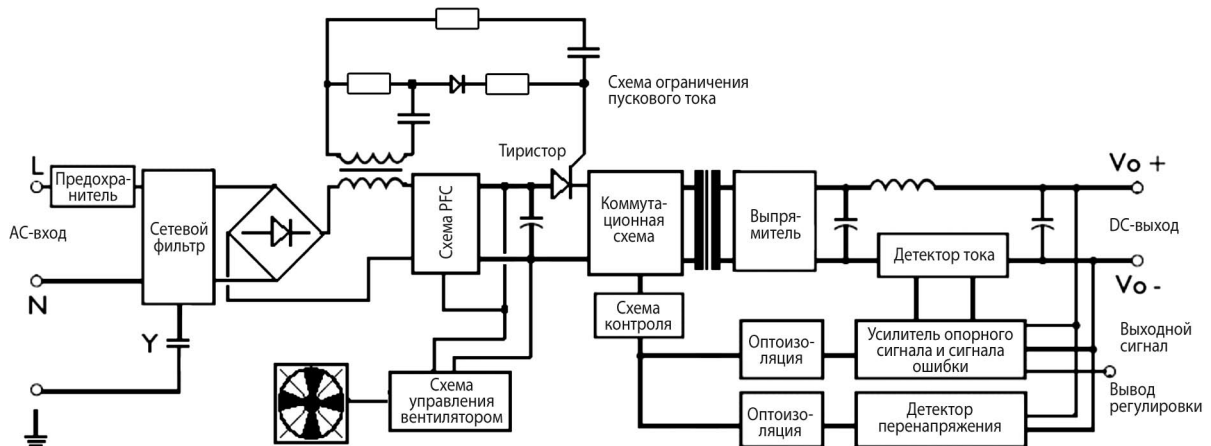 Схема ограничения
пускового тока
Тиристор
L
Предохра-
нитель
AC-вход
Сетевой
фильтр
N
Y
Схема PFC
Коммута-
ционная
схема
Выпря-
митель
Vo +
DC-выход
Vo -
Детектор тока
Схема
контроля
Оптоизо-
ляция
Усилитель опорного
сигнала и сигнала
ошибки
Выходной
сигнал
Вывод
регулировки
Схема
управления
вентилятором
Оптоизо-
ляция
Детектор
перенапряжения